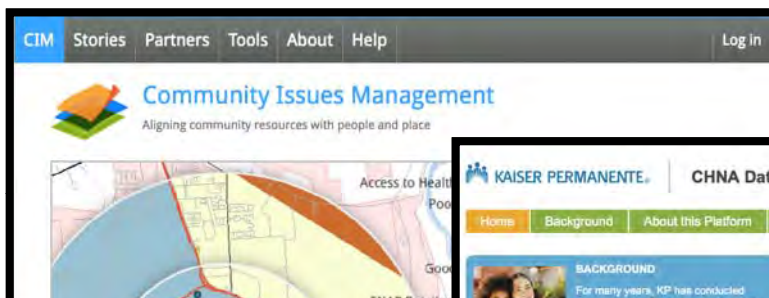 CIM Stories Partners Tools About Help Log in
Community Issues Management
Aligning community resources with people and place
Access to Healt
Poo
Goo
KAISER PERMANENTE® CHNA Dat
Home Background About this Platform
BACKGROUND
For many years, KP has conducted